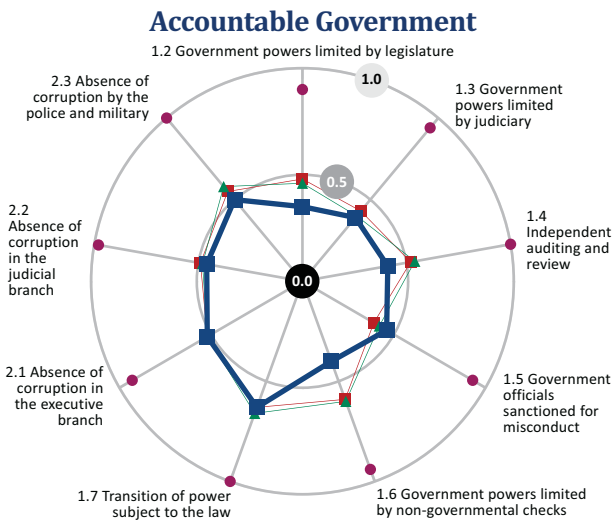 Accountable Government
1.2 Government powers limited by legislature
1.0
2.3 Absence of
corruption by the
police and military
1.3 Government
powers limited
by judiciary
0.5
2.2
Absence of
corruption
in the
judicial
branch
1.4
Independent
auditing and
review
0.0
2.1 Absence of
corruption in
the executive
branch
1.5 Government
officials
sanctioned for
misconduct
1.7 Transition of power
subject to the law
1.6 Government powers limited
by non-governmental checks